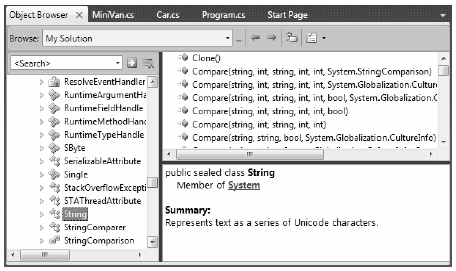 Object Browser MiniVan.cs Car.cs Program.cs Start Page
Browse: My Solution ...
<Search>
ResolveEventHandler
RuntimeArgumentHa
RuntimeFieldHandle
RuntimeMethodHanc
RuntimeTypeHandle
SByte
SerializableAttribute
Single
StackOverflowExcepti
STAThreadAttribute
String
StringComparer
StringComparison
Clone()
Compare(string, int, string, int, int, System.StringComparison)
Compare(string, int, string, int, int, bool, System.Globalization.Culture
Compare(string, int, string, int, int, bool, System.Globalization.C
Compare(string, int, string, int, int, bool)
Compare(string, int, string, int, int)
Compare(string, string, bool, System.Globalization.CultureInfo)
public sealed class String
Member of System
Summary:
Represents text as a series of Unicode characters.